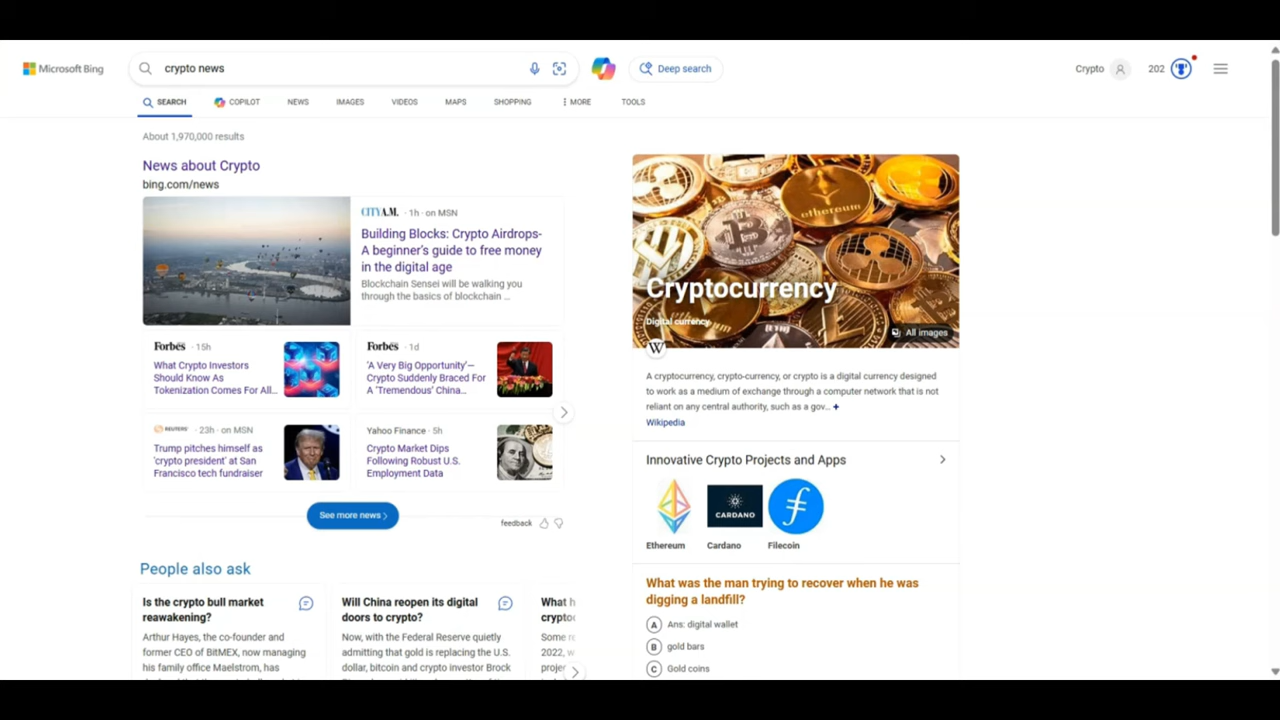 Microsoft Bing
crypto news
Deep search
Crypto
202
SEARCH
COPILOT
NEWS
IMAGES
VIDEOS
MAPS
SHOPPING
MORE
TOOLS
About 1,970,000 results
News about Crypto
bing.com/news
CITY A.M. · 1h · on MSN
Building Blocks: Crypto Airdrops-
A beginner's guide to free money
in the digital age
Blockchain Sensei will be walking you
through the basics of blockchain ...
Forbes · 15h
What Crypto Investors
Should Know As
Tokenization Comes For All...
Forbes · 1d
'A Very Big Opportunity'—
Crypto Suddenly Braced For
A 'Tremendous' China...
REUTERS · 23h · on MSN
Trump pitches himself as
'crypto president' at San
Francisco tech fundraiser
Yahoo Finance · 5h
Crypto Market Dips
Following Robust U.S.
Employment Data
See more news
feedback
People also ask
Is the crypto bull market
reawakening?
Arthur Hayes, the co-founder and
former CEO of BitMEX, now managing
his family office Maelstrom, has
Will China reopen its digital
doors to crypto?
Now, with the Federal Reserve quietly
admitting that gold is replacing the U.S.
dollar, bitcoin and crypto investor Brock
What h
cryptoc
Some re
2022, w
projec
ethereum
Cryptocurrency
Digital currency
All images
W
A cryptocurrency, crypto-currency, or crypto is a digital currency designed
to work as a medium of exchange through a computer network that is not
reliant on any central authority, such as a gov... +
Wikipedia
Innovative Crypto Projects and Apps
CARDANO
Ethereum
Cardano
Filecoin
What was the man trying to recover when he was
digging a landfill?
A Ans: digital wallet
B gold bars
C Gold coins